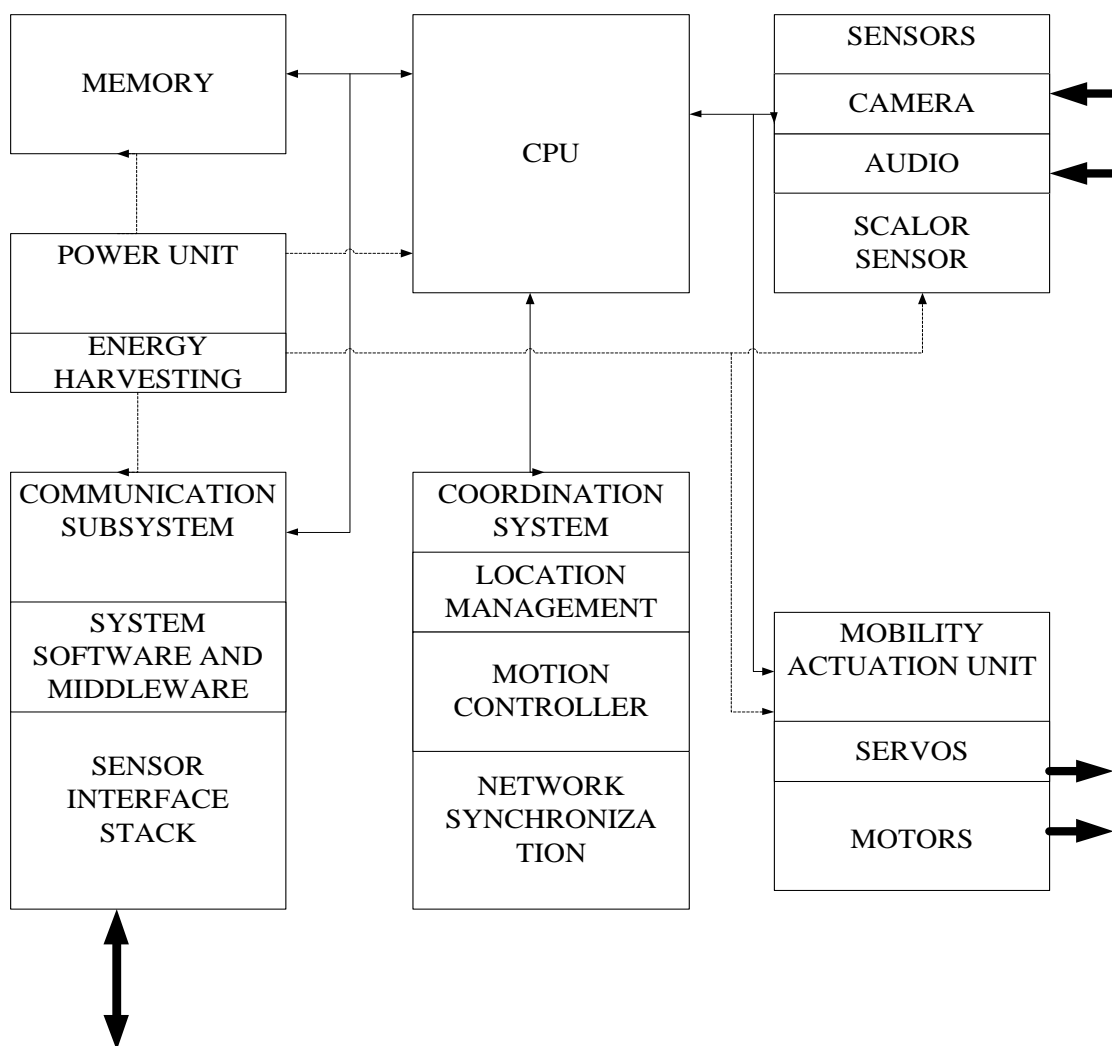 MEMORY
CPU
SENSORS
CAMERA
AUDIO
SCALOR
SENSOR
POWER UNIT
ENERGY
HARVESTING
COMMUNICATION
SUBSYSTEM
SYSTEM
SOFTWARE AND
MIDDLEWARE
SENSOR
INTERFACE
STACK
COORDINATION
SYSTEM
LOCATION
MANAGEMENT
MOTION
CONTROLLER
NETWORK
SYNCHRONIZA
TION
MOBILITY
ACTUATION UNIT
SERVOS
MOTORS